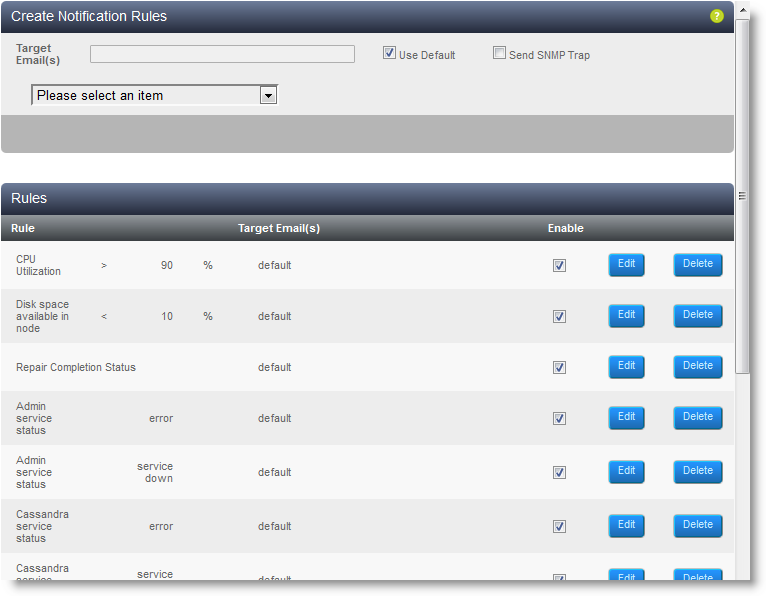 Create Notification Rules ?
Target
Email(s)
Use Default
Send SNMP Trap
Please select an item
Rules
Rule Target Email(s) Enable
CPU
Utilization
> 90 % default Edit Delete
Disk space
available in
node
< 10 % default Edit Delete
Repair Completion Status default Edit Delete
Admin
service
status
error default Edit Delete
Admin
service
status
service
down
default Edit Delete
Cassandra
service
status
error default Edit Delete
Cassandra
service
service
default Edit Delete